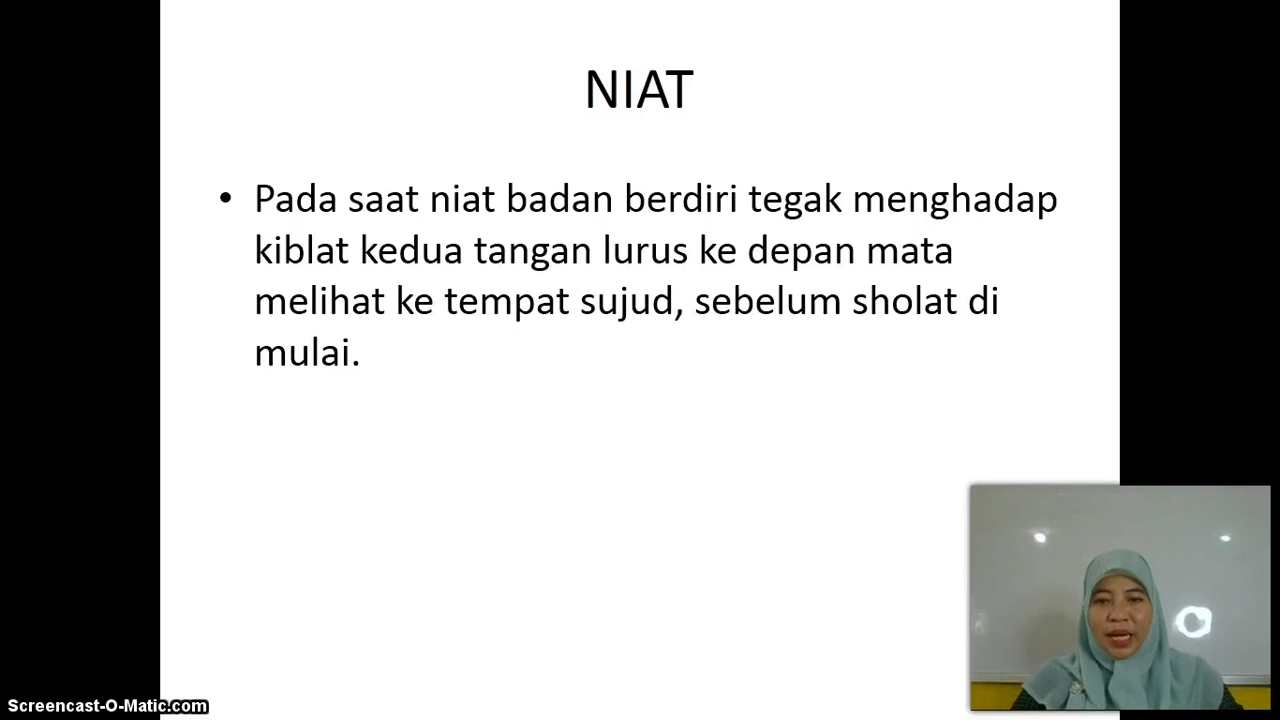 NIAT
• Pada saat niat badan berdiri tegak menghadap
kiblat kedua tangan lurus ke depan mata
melihat ke tempat sujud, sebelum sholat di
mulai.
Screencast-O-Matic.com